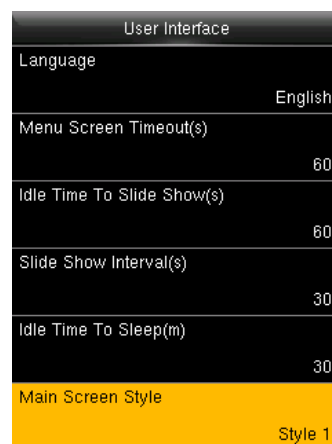 User Interface
Language
English
Menu Screen Timeout(s)
60
Idle Time To Slide Show(s)
60
Slide Show Interval(s)
30
Idle Time To Sleep(m)
30
Main Screen Style
Style 1